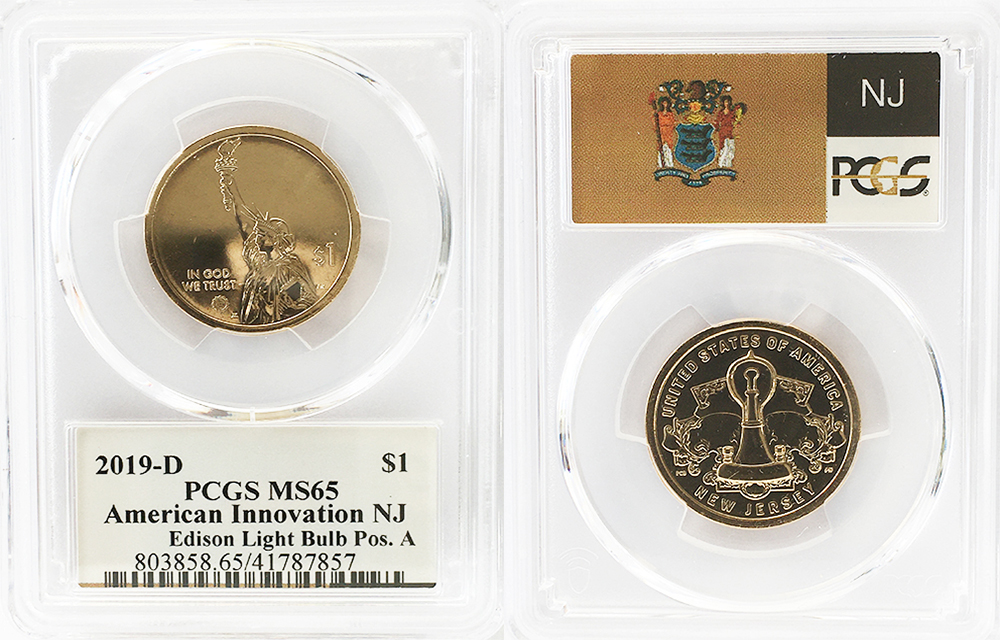 $1
IN GOD
WE TRUST
2019-D $1
PCGS MS65
American Innovation NJ
Edison Light Bulb Pos. A
803858.65/41787857
NJ
PCGS
UNITED STATES OF AMERICA
NEW JERSEY